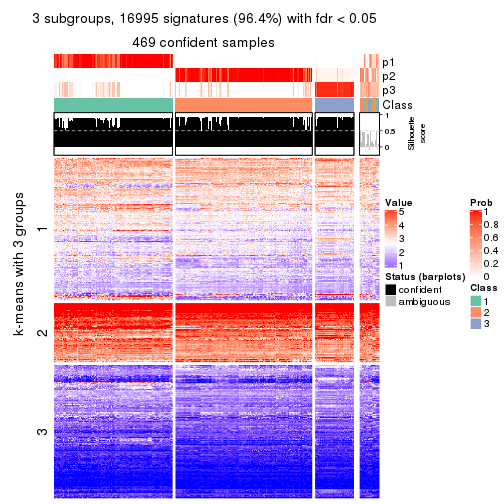 3 subgroups, 16995 signatures (96.4%) with fdr < 0.05
469 confident samples
p1
p2
p3
Class
1
0.5
0
Silhouette
score
k-means with 3 groups
1
2
3
Value
5
4
3
2
1
Status (barplots)
confident
ambiguous
Prob
1
0.8
0.6
0.4
0.2
0
Class
1
2
3